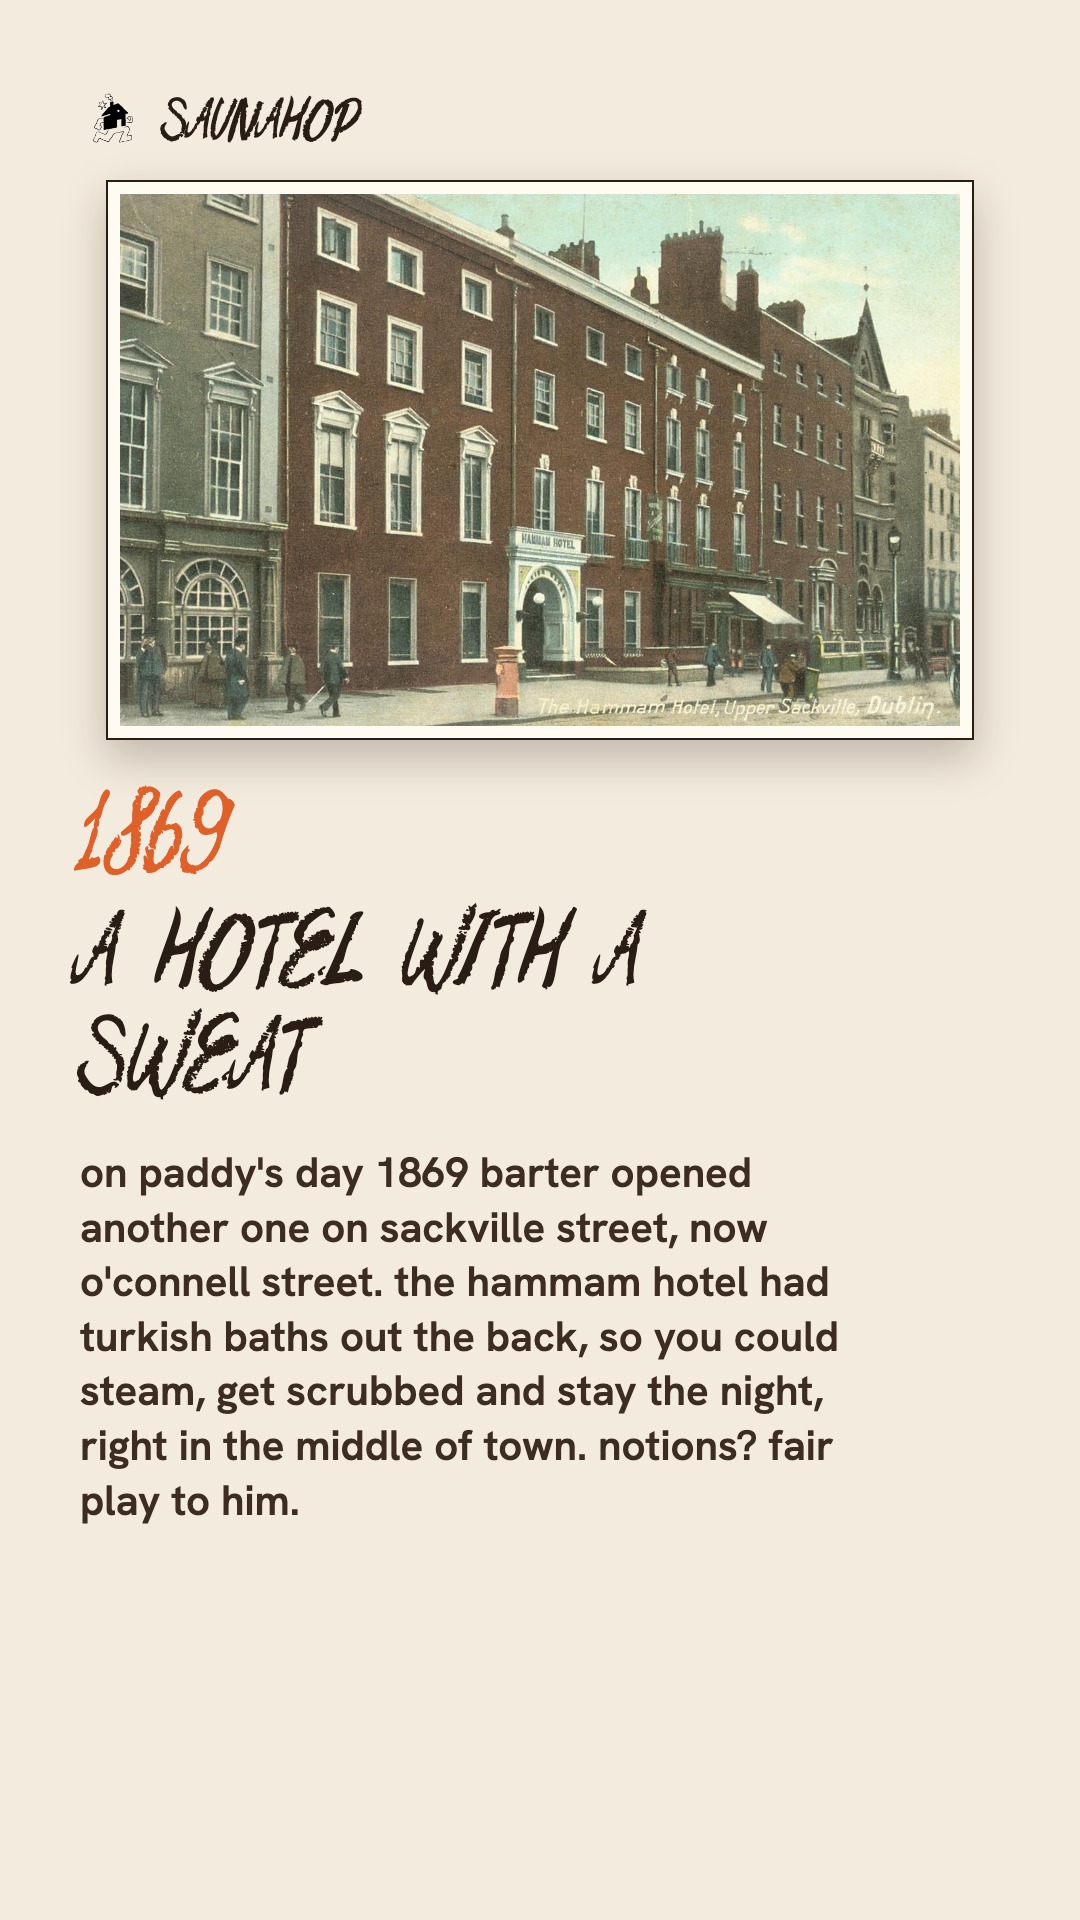 SAUNAHOP
HAMMAM HOTEL
The Hammam Hotel, Upper Sackville, Dublin.
1869
A HOTEL WITH A
SWEAT
on paddy's day 1869 barter opened
another one on sackville street, now
o'connell street. the hammam hotel had
turkish baths out the back, so you could
steam, get scrubbed and stay the night,
right in the middle of town. notions? fair
play to him.